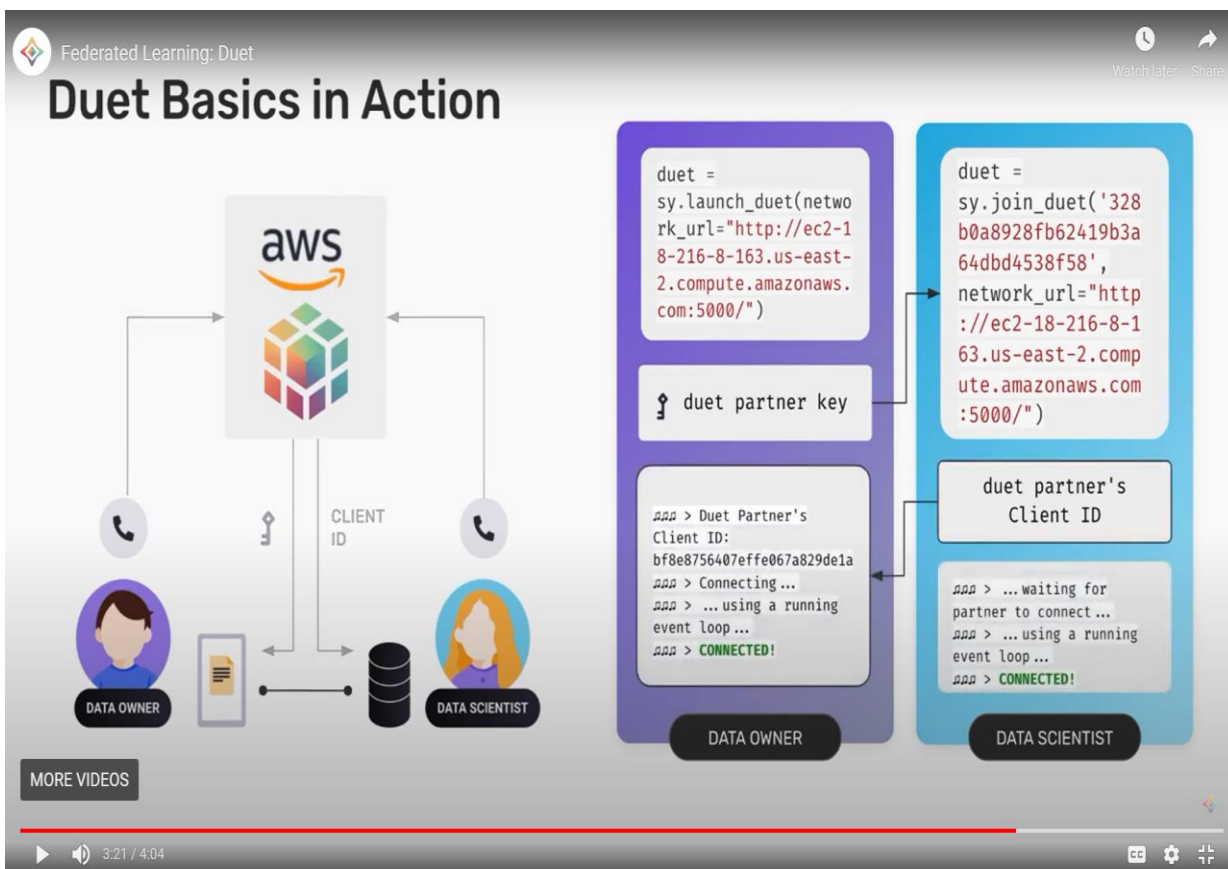 Federated Learning: Duet
Watch later
Share
Duet Basics in Action
aws
CLIENT
ID
DATA OWNER
DATA SCIENTIST
duet =
sy.launch_duet(netwo
rk_url="http://ec2-1
8-216-8-163.us-east-
2.compute.amazonaws.
com:5000/")
duet partner key
♫♫♫ > Duet Partner's
Client ID:
bf8e8756407effe067a829de1a
♫♫♫ > Connecting...
♫♫♫ > ...using a running
event loop...
♫♫♫ > CONNECTED!
DATA OWNER
duet =
sy.join_duet('328
b0a8928fb62419b3a
64dbd4538f58',
network_url="http
://ec2-18-216-8-1
63.us-east-2.comp
ute.amazonaws.com
:5000/")
duet partner's
Client ID
♫♫♫ > ...waiting for
partner to connect...
♫♫♫ > ...using a running
event loop...
♫♫♫ > CONNECTED!
DATA SCIENTIST
MORE VIDEOS
3:21 / 4:04
CC